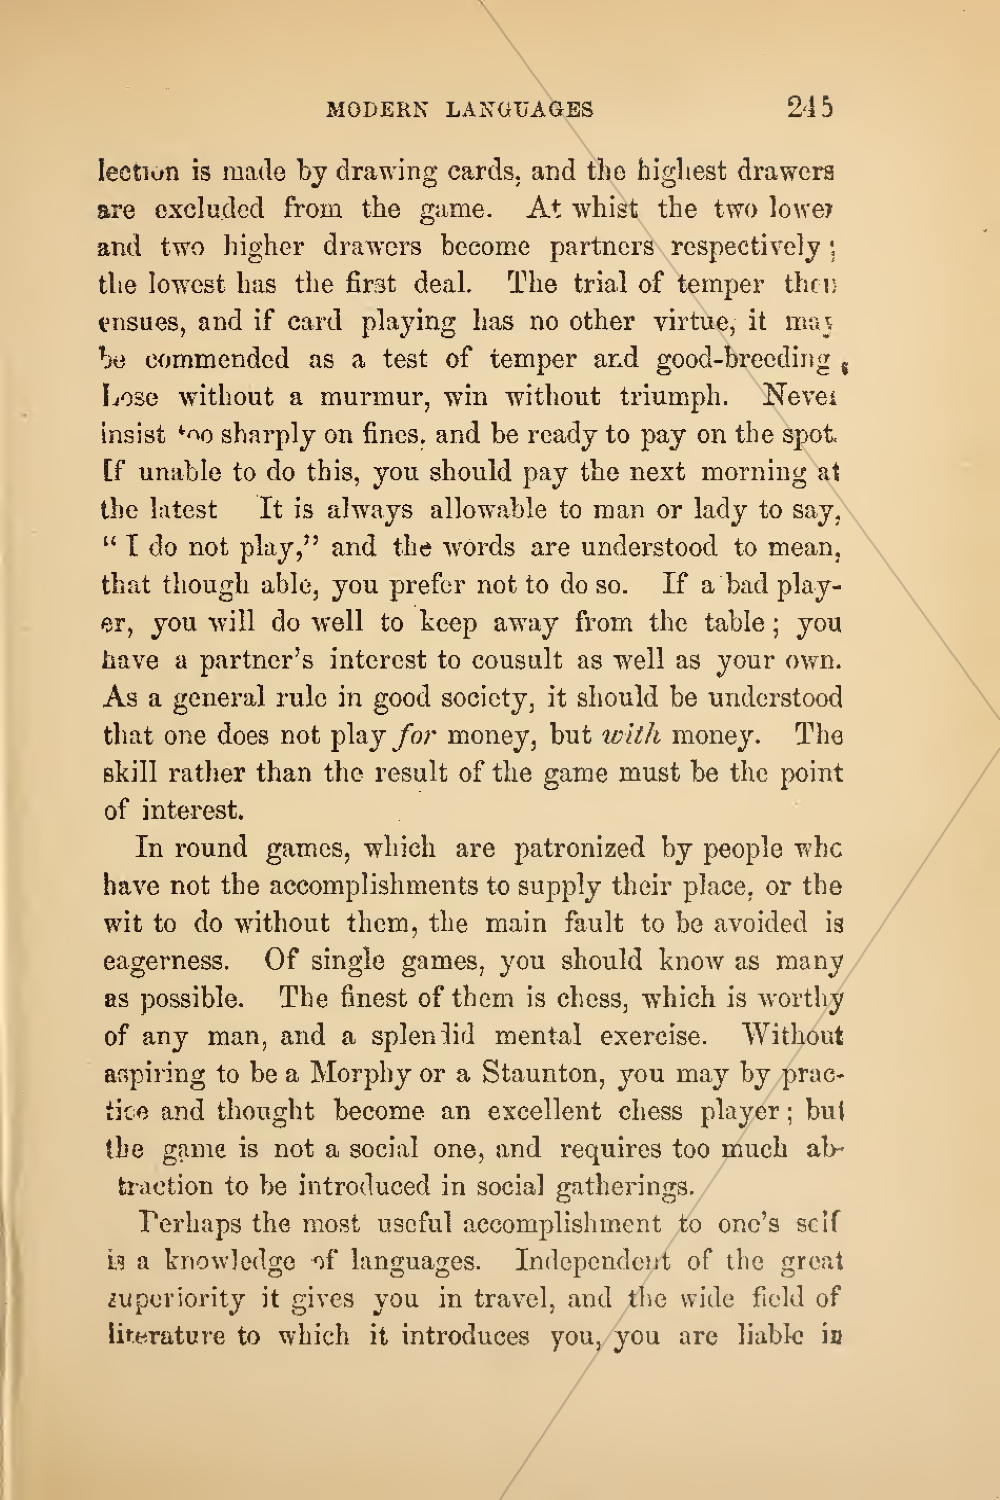 MODERN LANGUAGES 245
lection is made by drawing cards, and the highest drawers
are excluded from the game. At whist the two lower
and two higher drawers become partners respectively;
the lowest has the first deal. The trial of temper then
ensues, and if card playing has no other virtue, it may
be commended as a test of temper and good-breeding.
Lose without a murmur, win without triumph. Never
insist too sharply on fines, and be ready to pay on the spot.
If unable to do this, you should pay the next morning at
the latest It is always allowable to man or lady to say,
“I do not play,” and the words are understood to mean,
that though able, you prefer not to do so. If a bad play-
er, you will do well to keep away from the table; you
have a partner’s interest to cousult as well as your own.
As a general rule in good society, it should be understood
that one does not play for money, but with money. The
skill rather than the result of the game must be the point
of interest.
In round games, which are patronized by people who
have not the accomplishments to supply their place, or the
wit to do without them, the main fault to be avoided is
eagerness. Of single games, you should know as many
as possible. The finest of them is chess, which is worthy
of any man, and a splendid mental exercise. Without
aspiring to be a Morphy or a Staunton, you may by prac-
tice and thought become an excellent chess player; but
the game is not a social one, and requires too much ab-
traction to be introduced in social gatherings.
Perhaps the most useful accomplishment to one’s self
is a knowledge of languages. Independent of the great
superiority it gives you in travel, and the wide field of
literature to which it introduces you, you are liable in